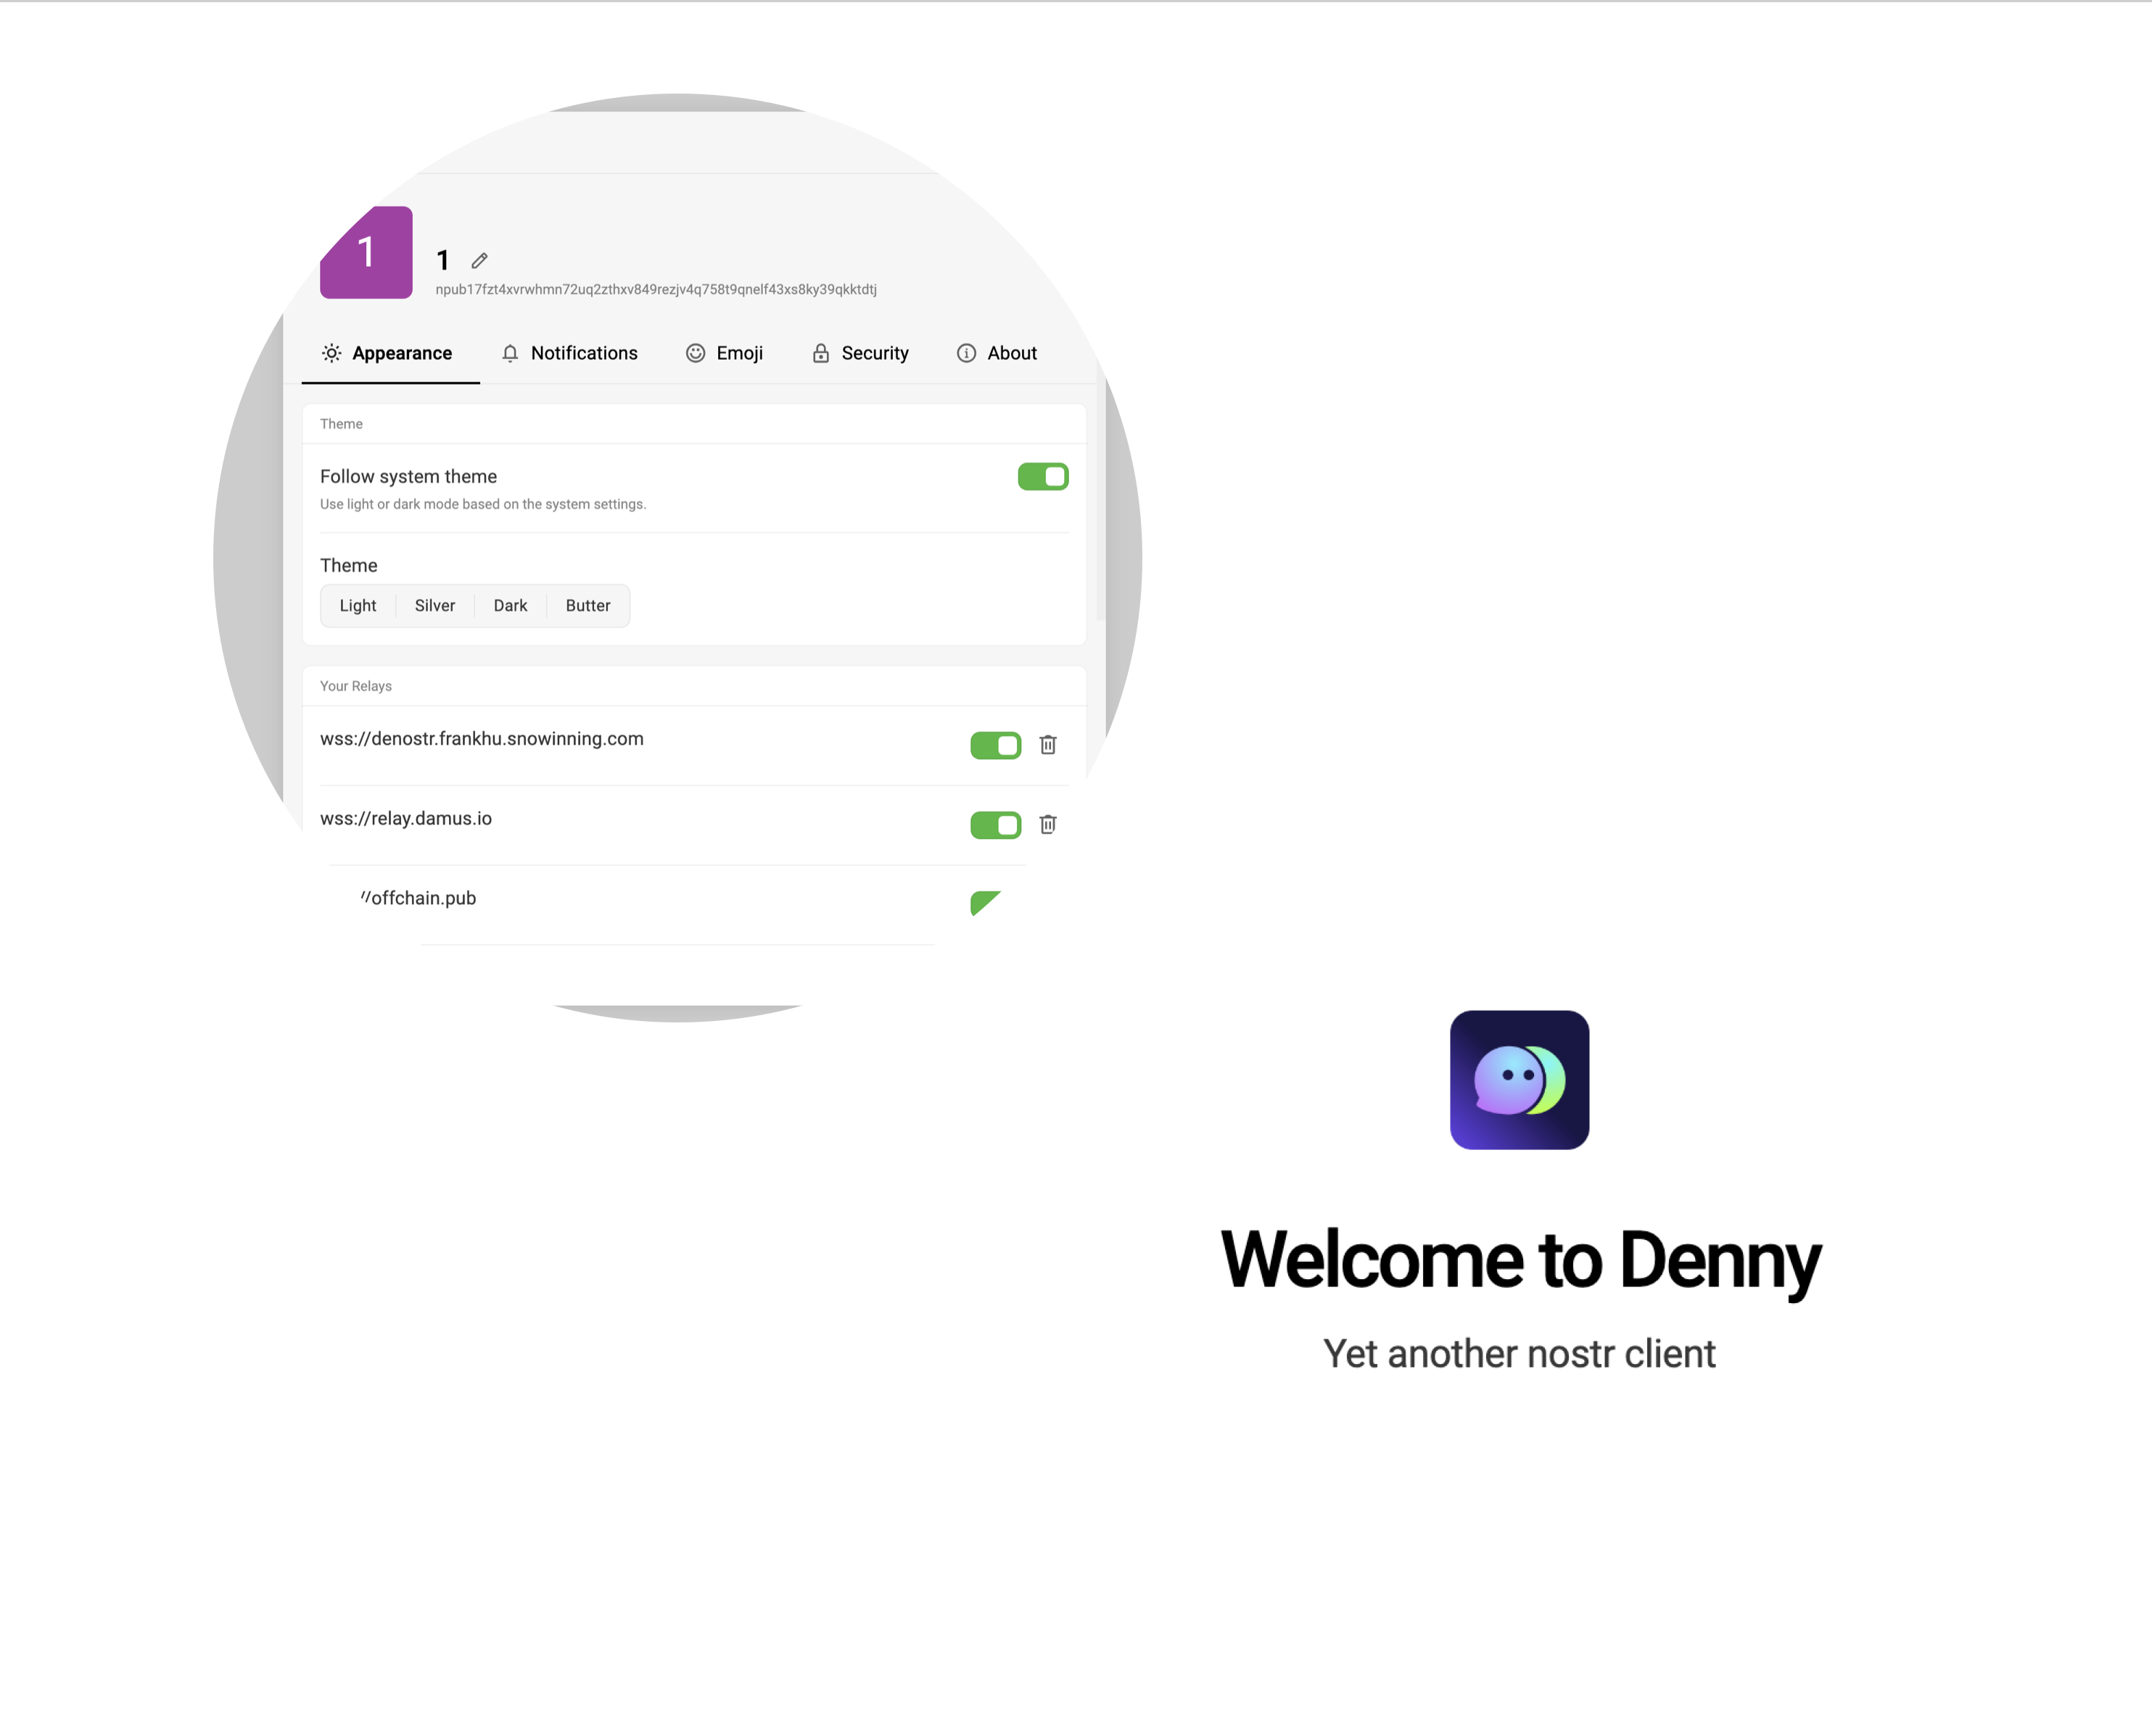 1
1
npub17fzt4xvrwhmn72uq2zthxv849rezjv4q758t9qnelf43xs8ky39qkktdtj
Appearance Notifications Emoji Security About
Theme
Follow system theme
Use light or dark mode based on the system settings.
Theme
Light Silver Dark Butter
Your Relays
wss://denostr.frankhu.snowinning.com
wss://relay.damus.io
//offchain.pub
Welcome to Denny
Yet another nostr client